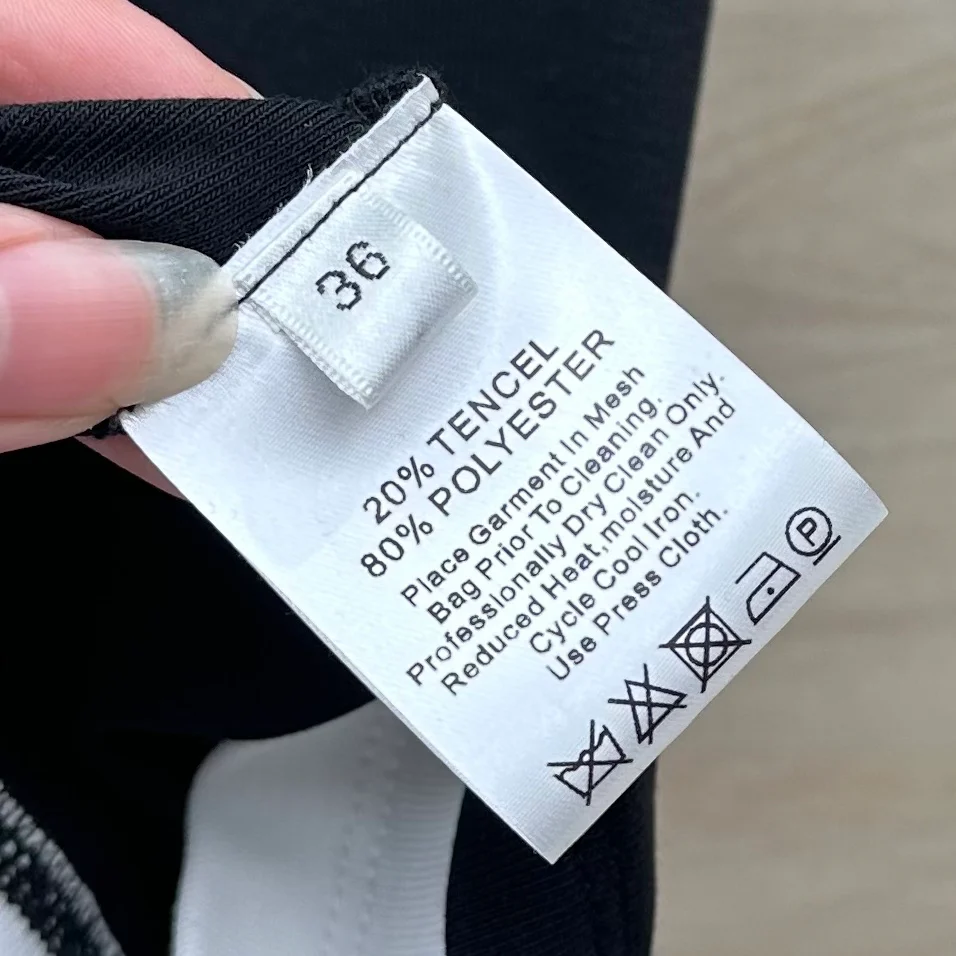 36
20% TENCEL
80% POLYESTER
Place Garment In Mesh
Bag Prior To Cleaning.
Professionally Dry Clean Only.
Reduced Heat,moisture And
Cycle Cool Iron.
Use Press Cloth.
P